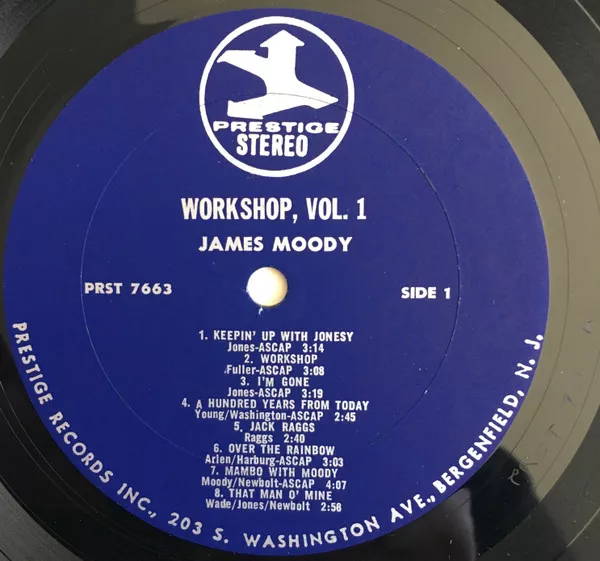 PRESTIGE
STEREO
WORKSHOP, VOL. 1
JAMES MOODY
PRST 7663
SIDE 1
1. KEEPIN' UP WITH JONESY
Jones-ASCAP 3:14
2. WORKSHOP
Fuller-ASCAP 3:08
3. I'M GONE
Jones-ASCAP 3:19
4. A HUNDRED YEARS FROM TODAY
Young/Washington-ASCAP 2:45
5. JACK RAGGS
Raggs 2:40
6. OVER THE RAINBOW
Arlen/Harburg-ASCAP 3:03
7. MAMBO WITH MOODY
Moody/Newbolt-ASCAP 4:07
8. THAT MAN O' MINE
Wade/Jones/Newbolt 2:58
PRESTIGE RECORDS INC., 203 S. WASHINGTON AVE., BERGENFIELD, N. J.